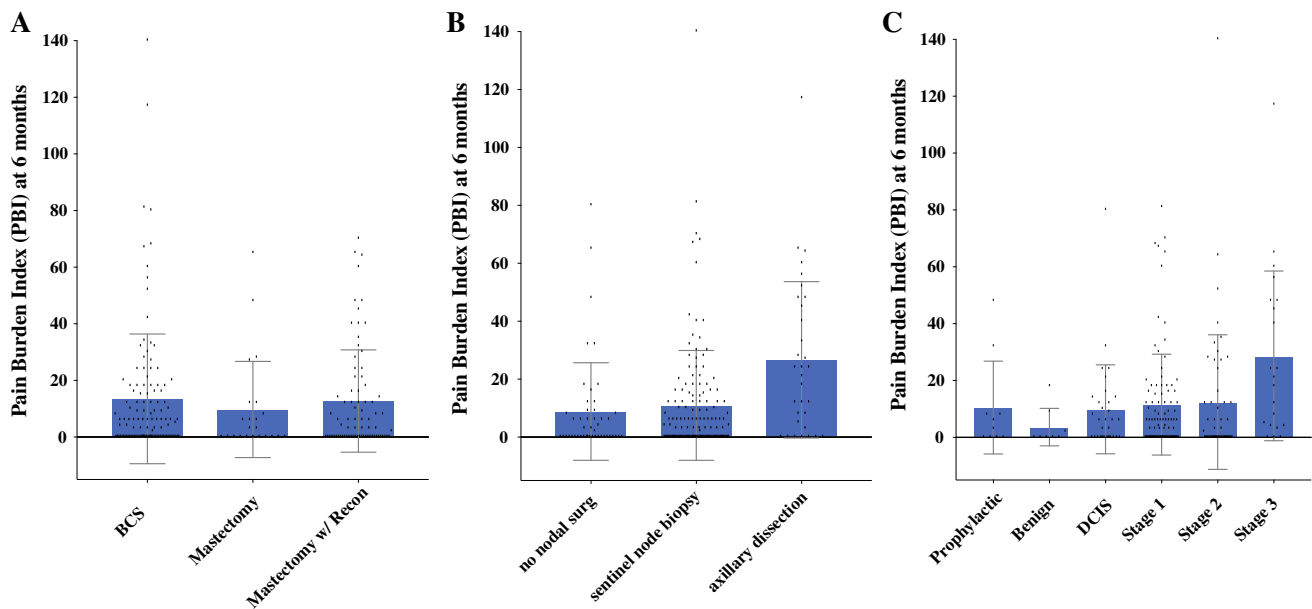 A
Pain Burden Index (PBI) at 6 months
140
120
100
80
60
40
20
0
BCS
Mastectomy
Mastectomy w/ Recon
B
Pain Burden Index (PBI) at 6 months
140
120
100
80
60
40
20
0
no nodal surg
sentinel node biopsy
axillary dissection
C
Pain Burden Index (PBI) at 6 months
140
120
100
80
60
40
20
0
Prophylactic
Benign
DCIS
Stage 1
Stage 2
Stage 3